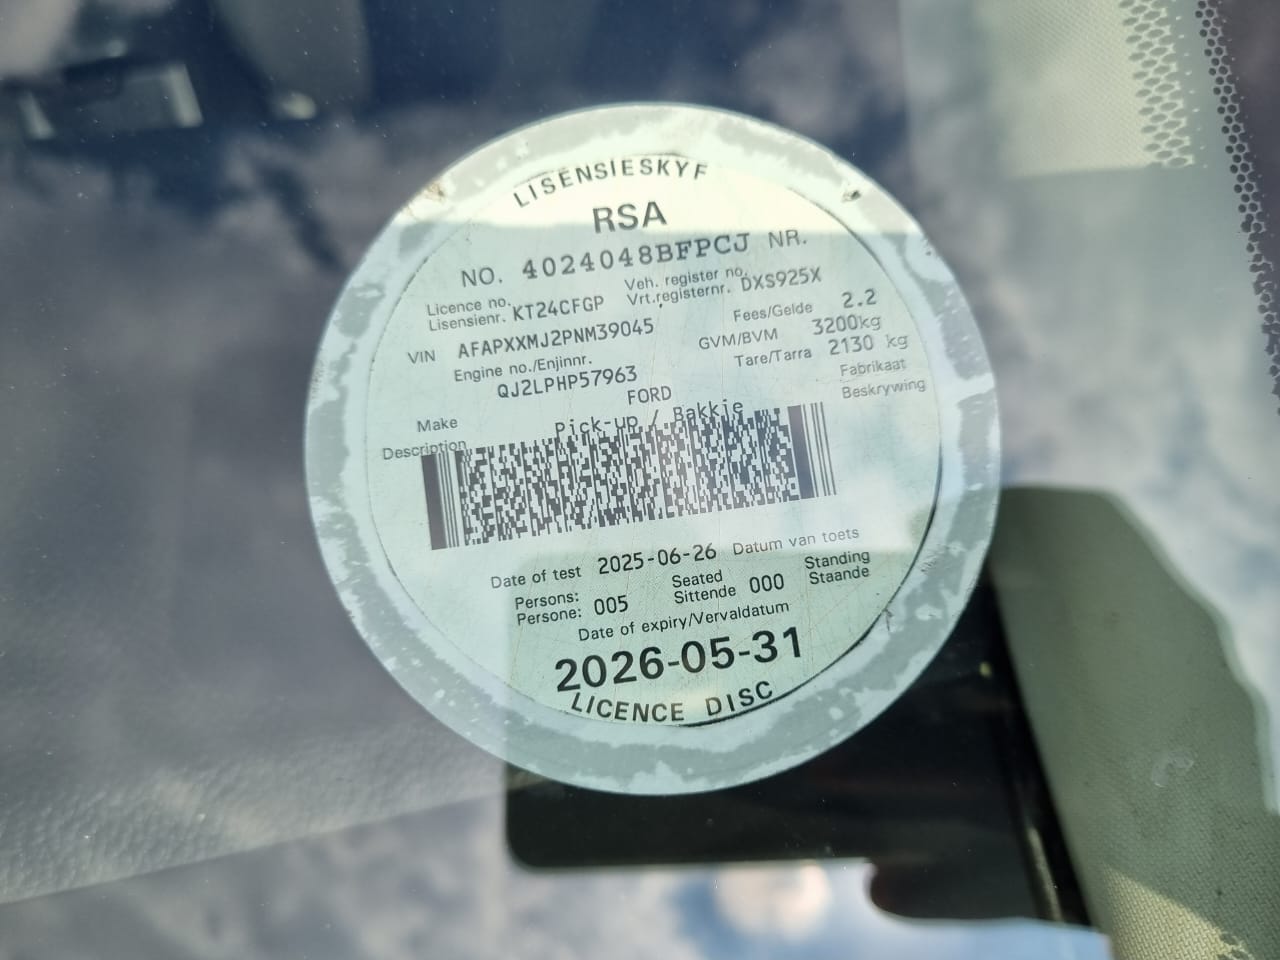 LISENSIESKYF
RSA
NO. 4024048BFPCJ NR.
Licence no. Veh. register no.
Lisensienr. KT24CFGP Vrt.registernr. DXS925X
VIN AFAPXXMJ2PNM39045 Fees/Gelde 2.2
Engine no./Enjinnr. GVM/BVM 3200kg
QJ2LPHP57963 Tare/Tarra 2130 kg
Make FORD Fabrikaat
Description Pick-up / Bakkie Beskrywing
Date of test 2025-06-26 Datum van toets
Persons: Seated Standing
Persone: 005 Sittende 000 Staande
Date of expiry/Vervaldatum
2026-05-31
LICENCE DISC